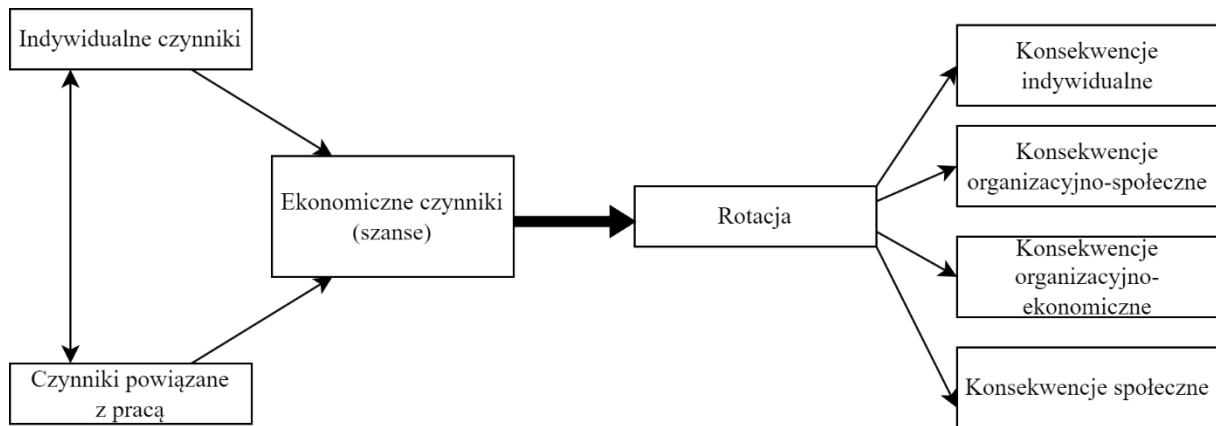 Indywidualne czynniki
Czynniki powiązane
z pracą
Ekonomiczne czynniki
(szanse)
Rotacja
Konsekwencje
indywidualne
Konsekwencje
organizacyjno-społeczne
Konsekwencje
organizacyjno-
ekonomiczne
Konsekwencje społeczne